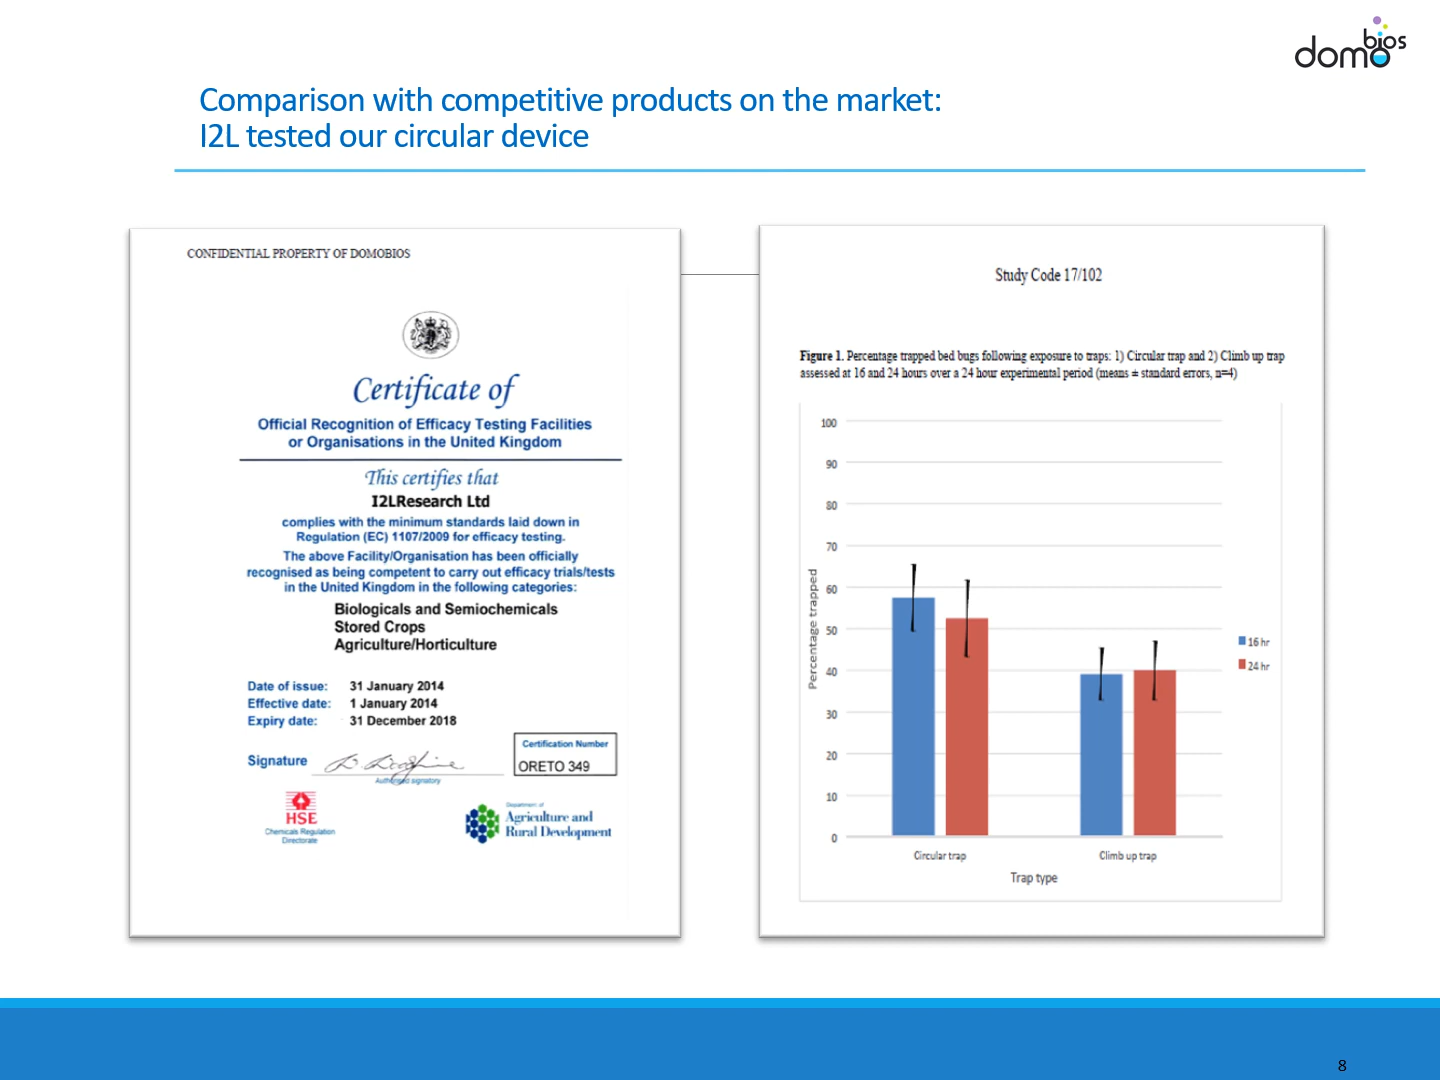 domobios
Comparison with competitive products on the market:
I2L tested our circular device
CONFIDENTIAL PROPERTY OF DOMOBIOS
Certificate of
Official Recognition of Efficacy Testing Facilities
or Organisations in the United Kingdom
This certifies that
I2LResearch Ltd
complies with the minimum standards laid down in
Regulation (EC) 1107/2009 for efficacy testing.
The above Facility/Organisation has been officially
recognised as being competent to carry out efficacy trials/tests
in the United Kingdom in the following categories:
Biologicals and Semiochemicals
Stored Crops
Agriculture/Horticulture
Date of issue: 31 January 2014
Effective date: 1 January 2014
Expiry date: 31 December 2018
Signature
Authorised signatory
Certification Number
ORETO 349
HSE
Chemicals Regulation
Directorate
Department of
Agriculture and
Rural Development
Study Code 17/102
Figure 1. Percentage trapped bed bugs following exposure to traps: 1) Circular trap and 2) Climb up trap
assessed at 16 and 24 hours over a 24 hour experimental period (means ± standard errors, n=4)
100
90
80
70
60
50
40
30
20
10
0
Percentage trapped
Circular trap
Climb up trap
Trap type
16 hr
24 hr
8